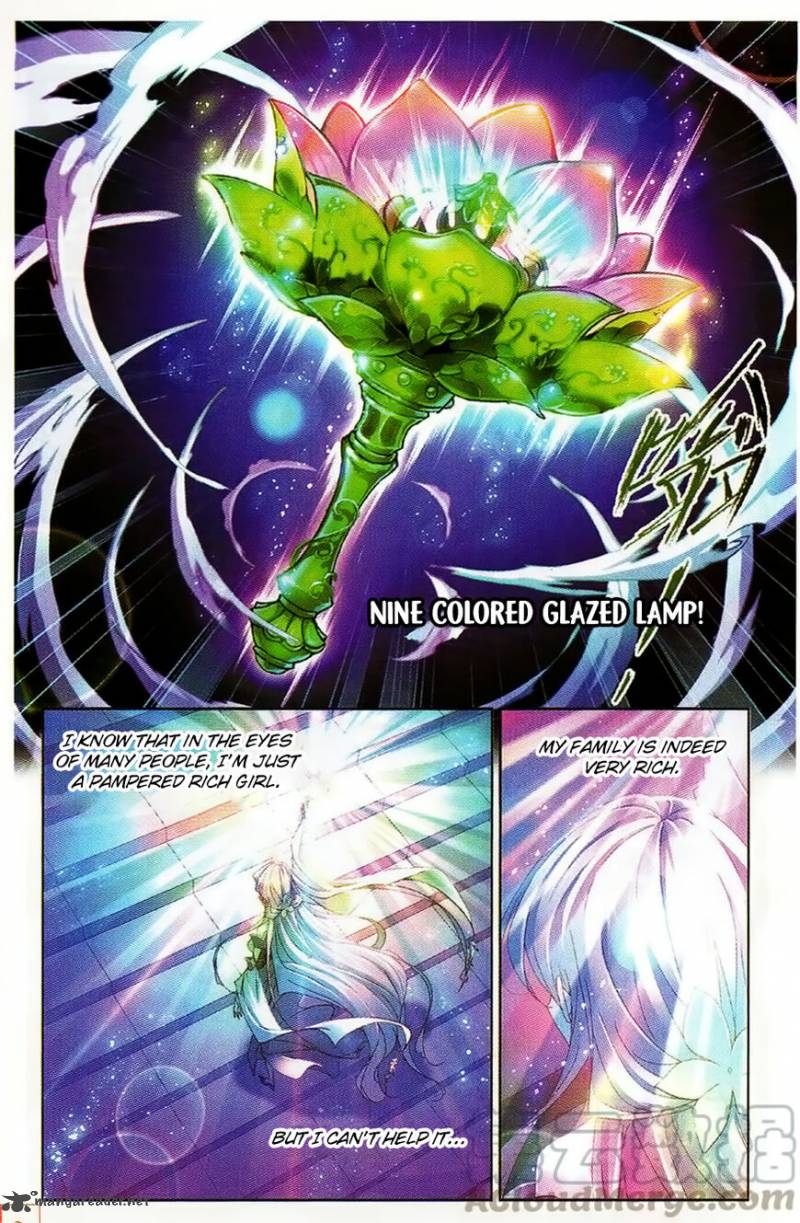 NINE COLORED GLAZED LAMP!
I KNOW THAT IN THE EYES
OF MANY PEOPLE, I'M JUST
A PAMPERED RICH GIRL.
BUT I CAN'T HELP IT...
MY FAMILY IS INDEED
VERY RICH.
AcloudMerge.com
mangareader.net